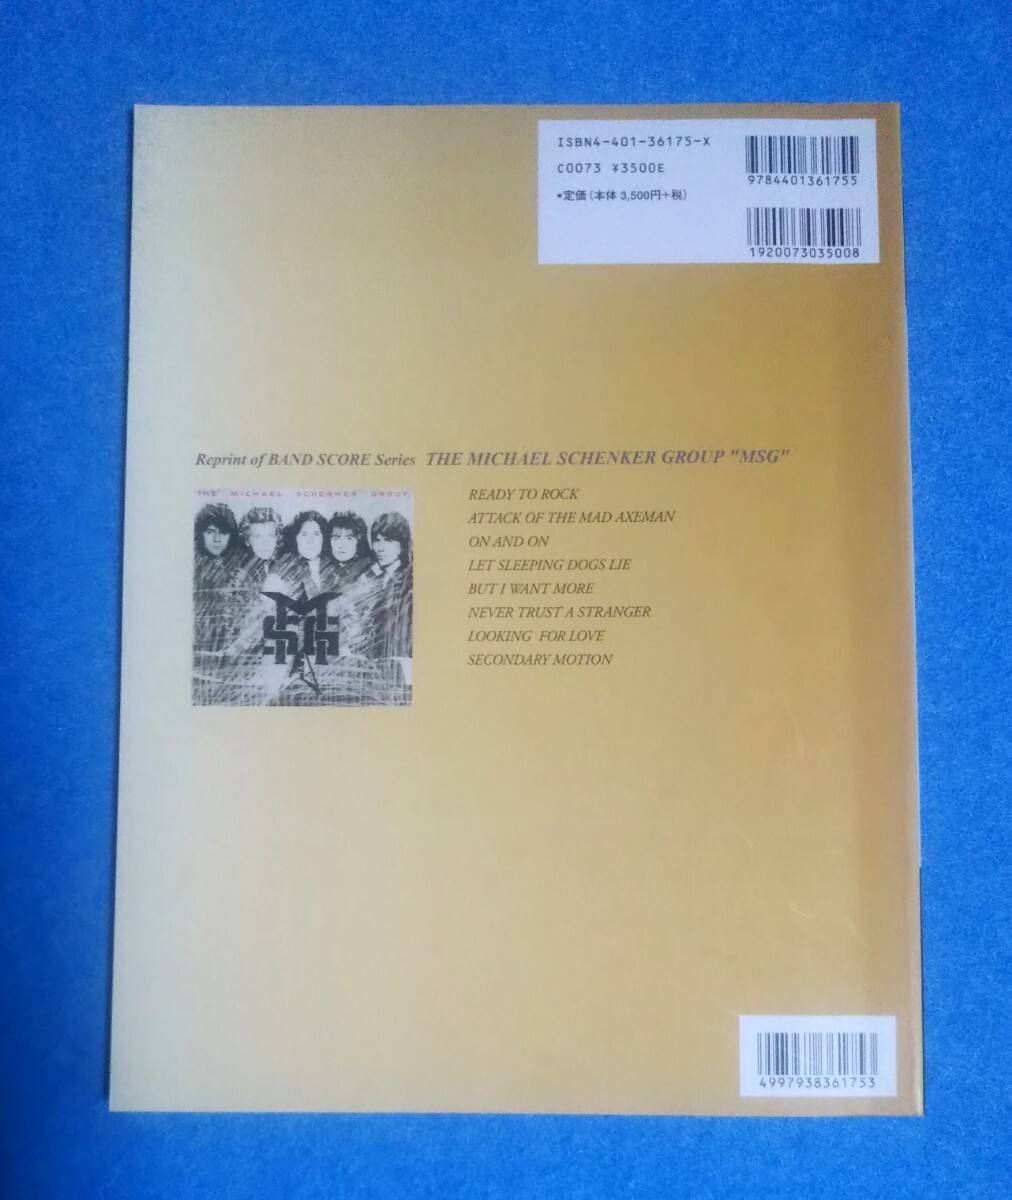 ISBN4-401-36175-X
C0073 ¥3500E
*定価(本体 3,500円+税)
9784401361755
1920073035008
Reprint of BAND SCORE Series THE MICHAEL SCHENKER GROUP "MSG"
THE MICHAEL SCHENKER GROUP
MSG
READY TO ROCK
ATTACK OF THE MAD AXEMAN
ON AND ON
LET SLEEPING DOGS LIE
BUT I WANT MORE
NEVER TRUST A STRANGER
LOOKING FOR LOVE
SECONDARY MOTION
4997938361753